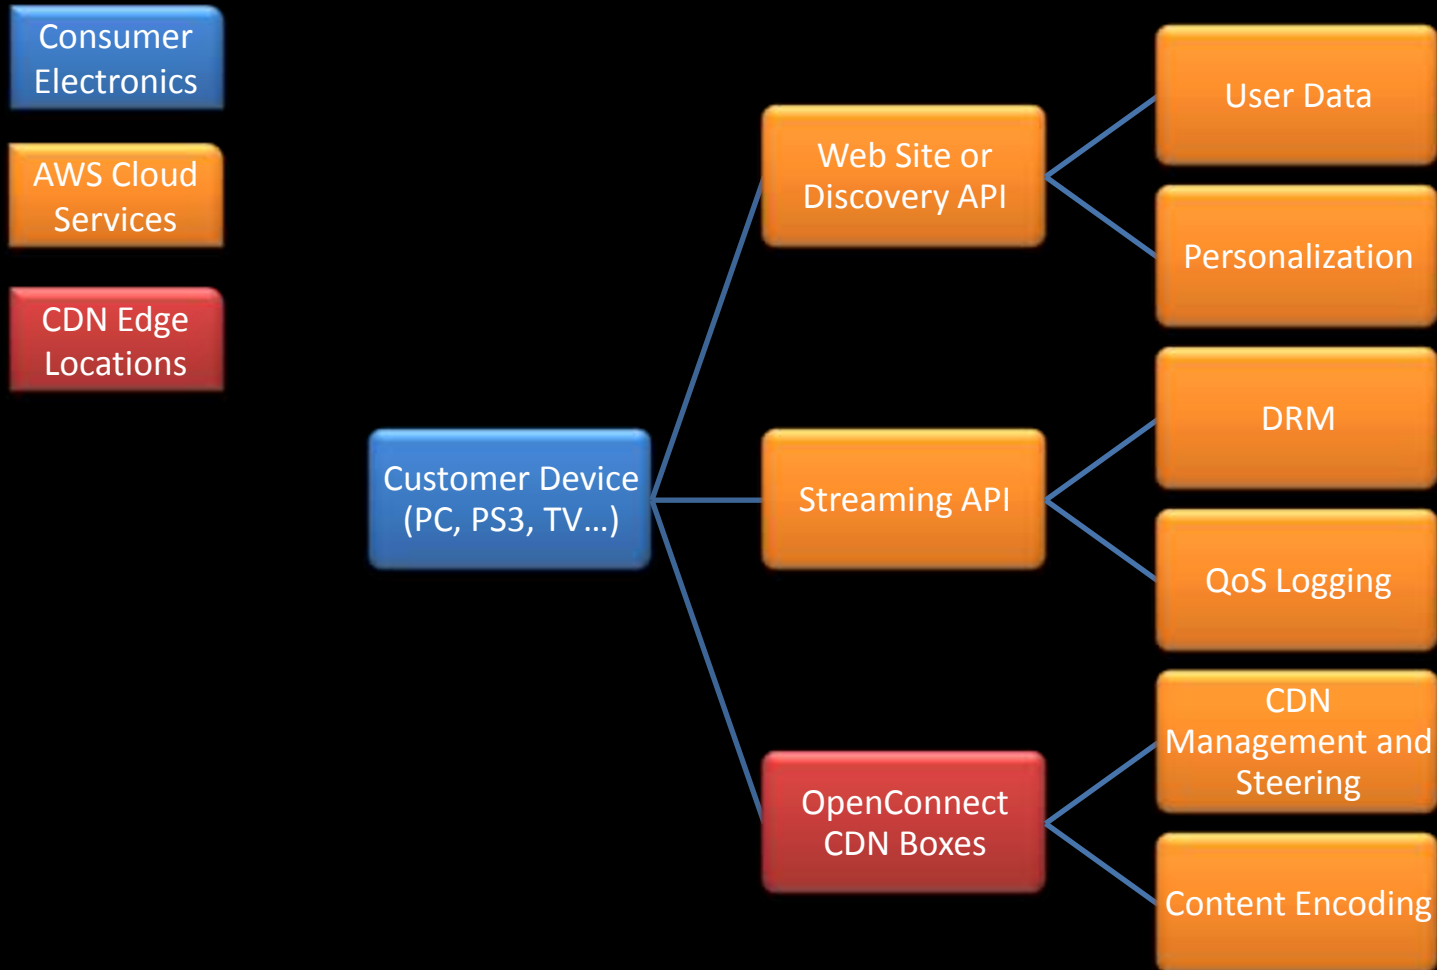 Consumer
Electronics
AWS Cloud
Services
CDN Edge
Locations
Customer Device
(PC, PS3, TV…)
Web Site or
Discovery API
User Data
Personalization
Streaming API
DRM
QoS Logging
OpenConnect
CDN Boxes
CDN
Management and
Steering
Content Encoding